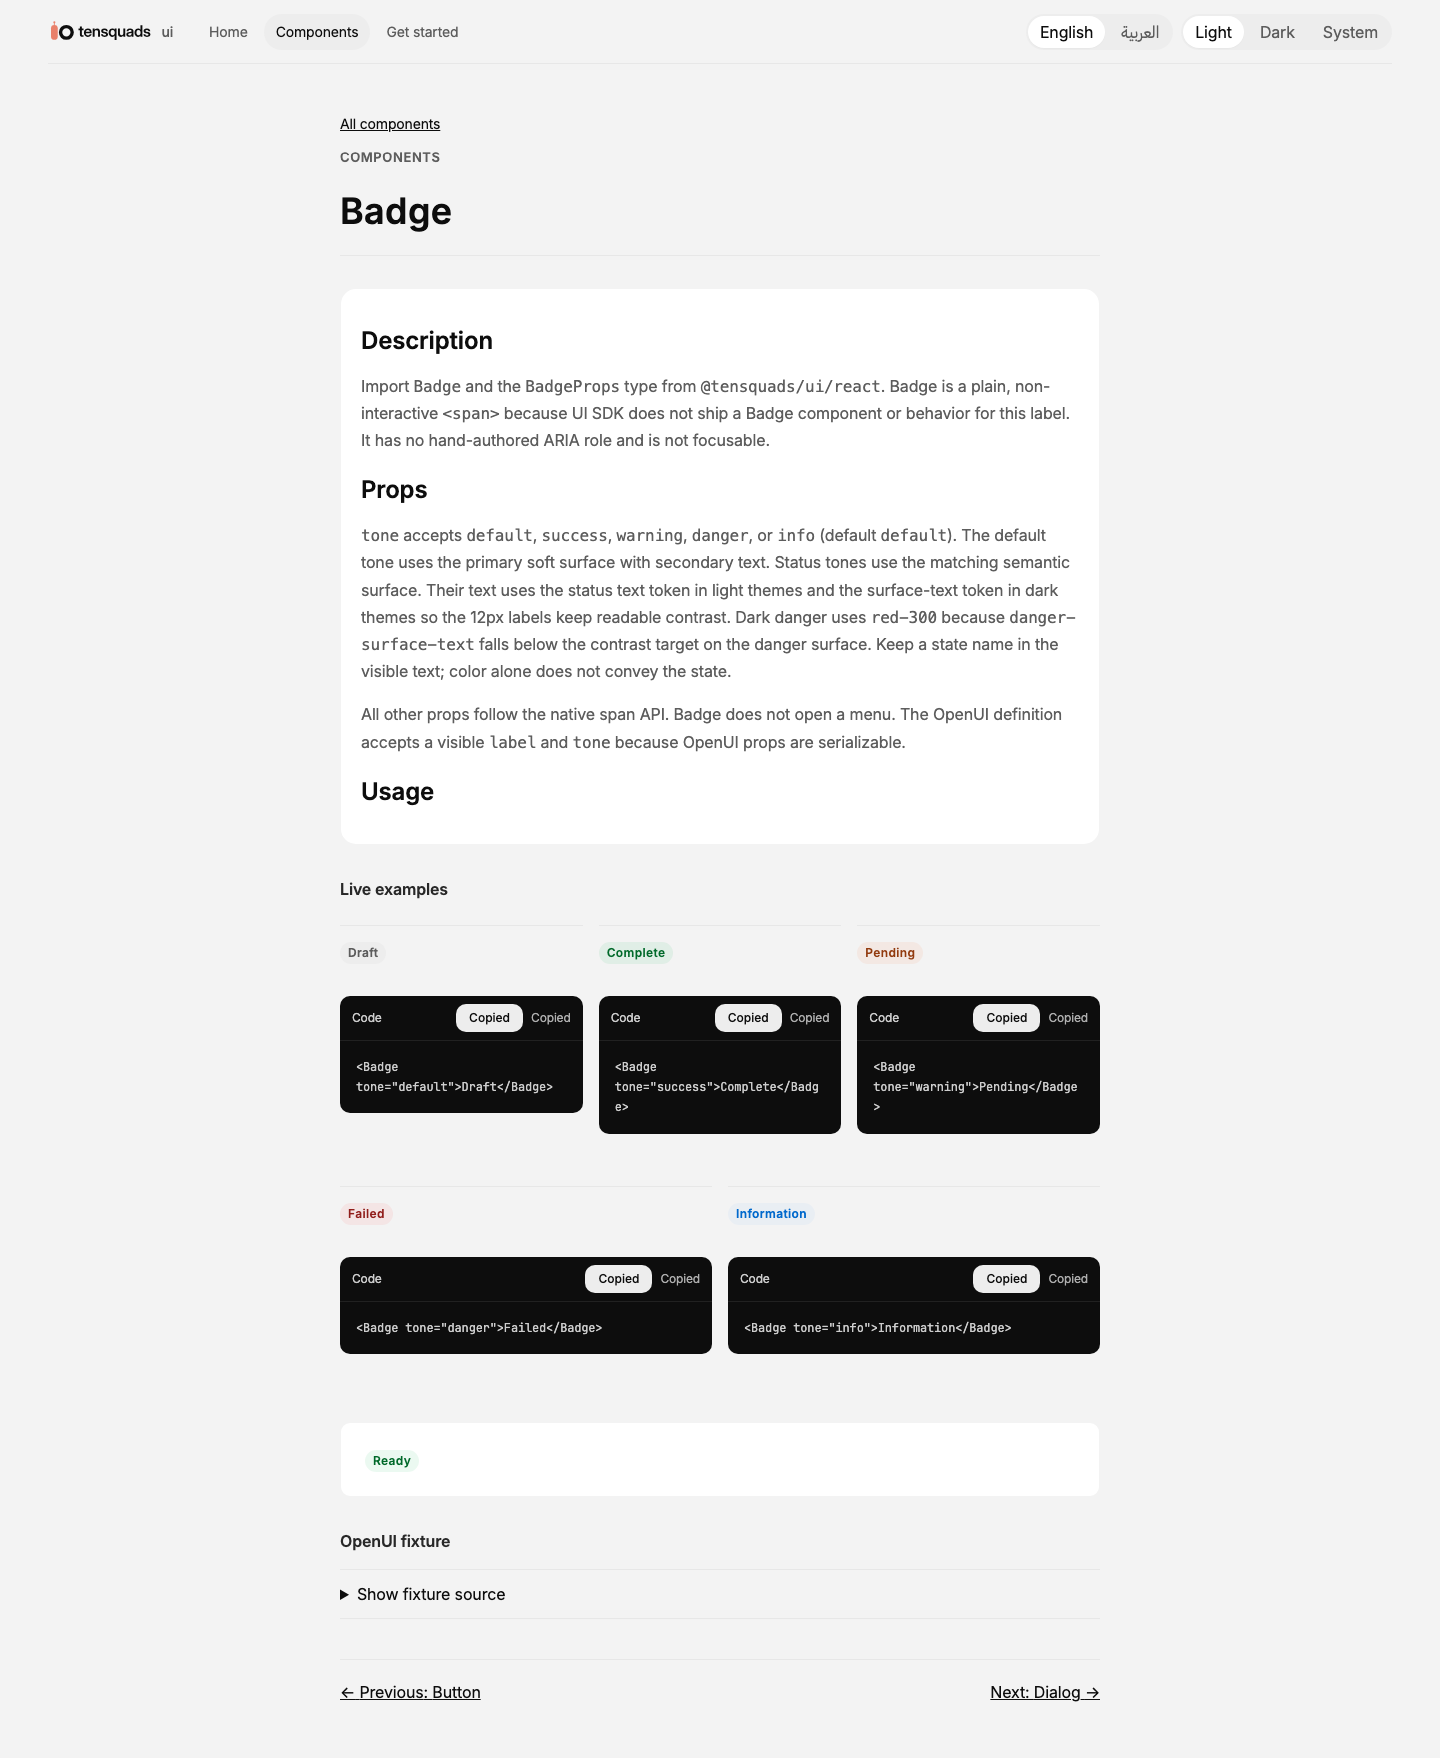 tensquads ui Home Components Get started English العربية Light Dark System
All components
COMPONENTS
Badge
Description
Import Badge and the BadgeProps type from @tensquads/ui/react. Badge is a plain, non-
interactive <span> because UI SDK does not ship a Badge component or behavior for this label.
It has no hand-authored ARIA role and is not focusable.
Props
tone accepts default, success, warning, danger, or info (default default). The default
tone uses the primary soft surface with secondary text. Status tones use the matching semantic
surface. Their text uses the status text token in light themes and the surface-text token in dark
themes so the 12px labels keep readable contrast. Dark danger uses red-300 because danger-
surface-text falls below the contrast target on the danger surface. Keep a state name in the
visible text; color alone does not convey the state.
All other props follow the native span API. Badge does not open a menu. The OpenUI definition
accepts a visible label and tone because OpenUI props are serializable.
Usage
Live examples
Draft
Code Copied Copied
<Badge
tone="default">Draft</Badge>
Complete
Code Copied Copied
<Badge
tone="success">Complete</Badg
e>
Pending
Code Copied Copied
<Badge
tone="warning">Pending</Badge
>
Failed
Code Copied Copied
<Badge tone="danger">Failed</Badge>
Information
Code Copied Copied
<Badge tone="info">Information</Badge>
Ready
OpenUI fixture
▶ Show fixture source
← Previous: Button
Next: Dialog →